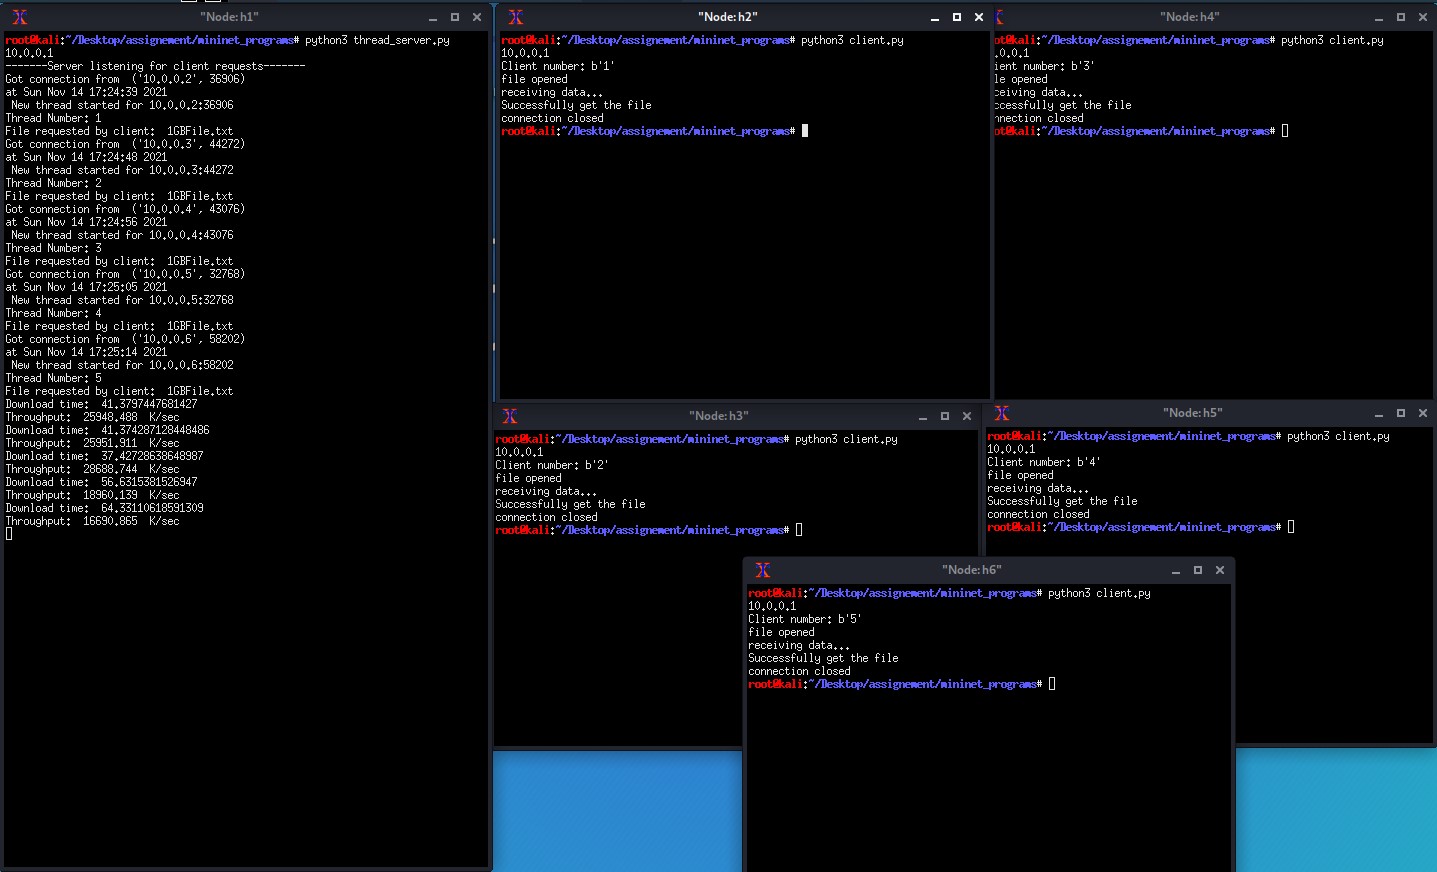 "Node: h1"
root@kali:~/Desktop/assignement/mininet_programs# python3 thread_server.py
10.0.0.1
-------Server listening for client requests-------
Got connection from  ('10.0.0.2', 36906)
at Sun Nov 14 17:24:39 2021
 New thread started for 10.0.0.2:36906
Thread Number: 1
File requested by client:  1GBFile.txt
Got connection from  ('10.0.0.3', 44272)
at Sun Nov 14 17:24:48 2021
 New thread started for 10.0.0.3:44272
Thread Number: 2
File requested by client:  1GBFile.txt
Got connection from  ('10.0.0.4', 43076)
at Sun Nov 14 17:24:56 2021
 New thread started for 10.0.0.4:43076
Thread Number: 3
File requested by client:  1GBFile.txt
Got connection from  ('10.0.0.5', 32768)
at Sun Nov 14 17:25:05 2021
 New thread started for 10.0.0.5:32768
Thread Number: 4
File requested by client:  1GBFile.txt
Got connection from  ('10.0.0.6', 58202)
at Sun Nov 14 17:25:14 2021
 New thread started for 10.0.0.6:58202
Thread Number: 5
File requested by client:  1GBFile.txt
Download time:  41.3797447681427
Throughput:  25948.488  K/sec
Download time:  41.374287128448486
Throughput:  25951.911  K/sec
Download time:  37.42728638648987
Throughput:  28688.744  K/sec
Download time:  56.6315381526947
Throughput:  18960.139  K/sec
Download time:  64.33110618591309
Throughput:  16690.865  K/sec
"Node: h2"
root@kali:~/Desktop/assignement/mininet_programs# python3 client.py
10.0.0.1
Client number: b'1'
file opened
receiving data...
Successfully get the file
connection closed
root@kali:~/Desktop/assignement/mininet_programs#
"Node: h4"
ot@kali:~/Desktop/assignement/mininet_programs# python3 client.py
.0.0.1
ient number: b'3'
le opened
ceiving data...
ccessfully get the file
nnection closed
ot@kali:~/Desktop/assignement/mininet_programs#
"Node: h3"
root@kali:~/Desktop/assignement/mininet_programs# python3 client.py
10.0.0.1
Client number: b'2'
file opened
receiving data...
Successfully get the file
connection closed
root@kali:~/Desktop/assignement/mininet_programs#
"Node: h5"
root@kali:~/Desktop/assignement/mininet_programs# python3 client.py
10.0.0.1
Client number: b'4'
file opened
receiving data...
Successfully get the file
connection closed
root@kali:~/Desktop/assignement/mininet_programs#
"Node: h6"
root@kali:~/Desktop/assignement/mininet_programs# python3 client.py
10.0.0.1
Client number: b'5'
file opened
receiving data...
Successfully get the file
connection closed
root@kali:~/Desktop/assignement/mininet_programs#